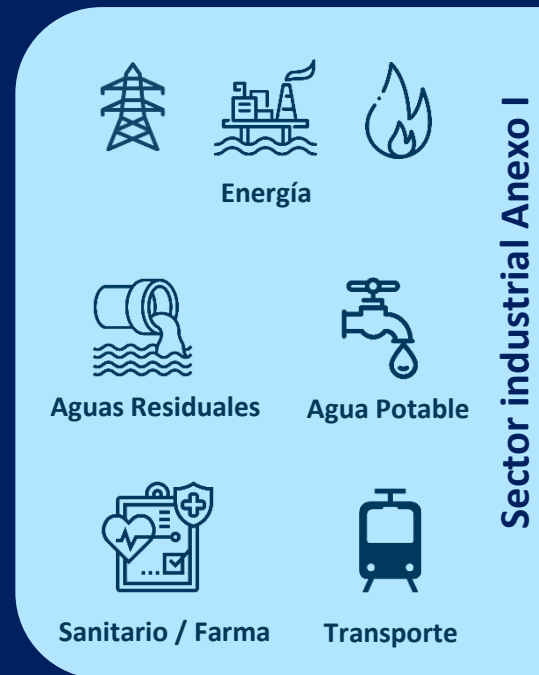 Energía
Aguas Residuales
Agua Potable
Sanitario / Farma
Transporte
Sector industrial Anexo I